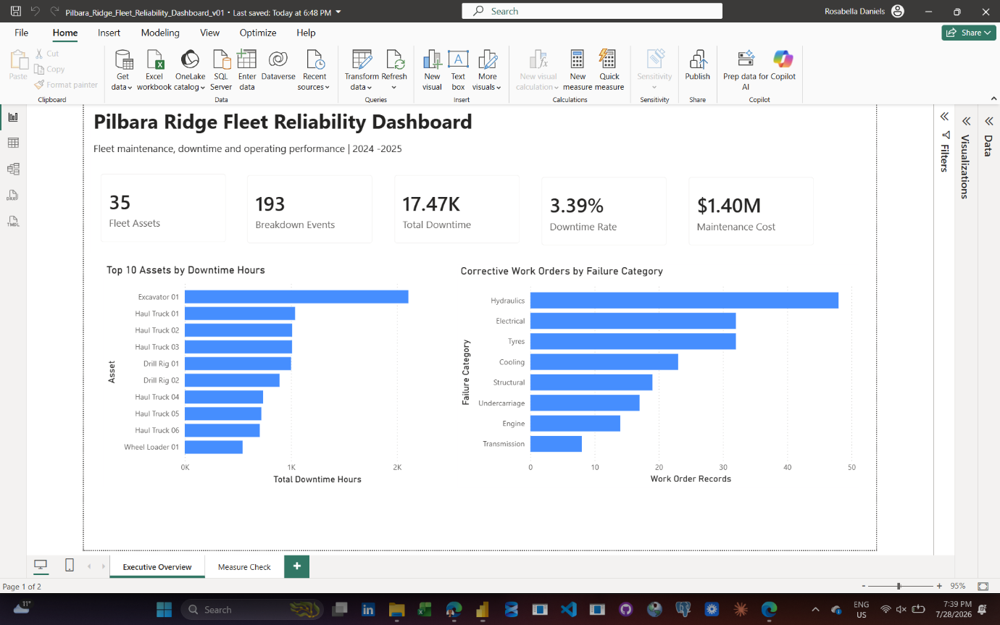 Pilbara_Ridge_Fleet_Reliability_Dashboard_v01 • Last saved: Today at 6:48 PM
Search
Rosabella Daniels
File Home Insert Modeling View Optimize Help
Share
Paste
Cut
Copy
Format painter
Clipboard
Get data
Excel workbook
OneLake catalog
SQL Server
Enter data
Dataverse
Recent sources
Data
Transform data
Refresh
Queries
New visual
Text box
More visuals
Insert
New visual calculation
New measure
Quick measure
Calculations
Sensitivity
Sensitivity
Publish
Share
Prep data for AI
Copilot
Copilot
DAX
TMDL
Pilbara Ridge Fleet Reliability Dashboard
Fleet maintenance, downtime and operating performance | 2024 -2025
35
Fleet Assets
193
Breakdown Events
17.47K
Total Downtime
3.39%
Downtime Rate
$1.40M
Maintenance Cost
Top 10 Assets by Downtime Hours
Asset
Excavator 01
Haul Truck 01
Haul Truck 02
Haul Truck 03
Drill Rig 01
Drill Rig 02
Haul Truck 04
Haul Truck 05
Haul Truck 06
Wheel Loader 01
0K 1K 2K
Total Downtime Hours
Corrective Work Orders by Failure Category
Failure Category
Hydraulics
Electrical
Tyres
Cooling
Structural
Undercarriage
Engine
Transmission
0 10 20 30 40 50
Work Order Records
Filters
Visualizations
Data
Executive Overview
Measure Check
Page 1 of 2
95%
11°
Search
ENG
US
7:39 PM
7/28/2026